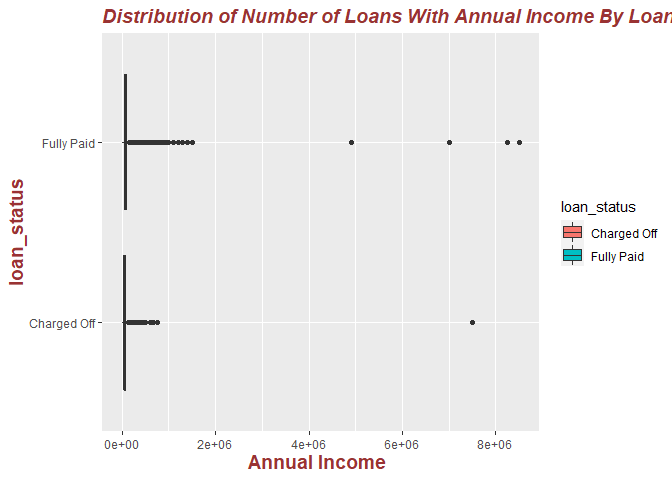 Distribution of Number of Loans With Annual Income By Loan
loan_status
Fully Paid
Charged Off
0e+00 2e+06 4e+06 6e+06 8e+06
Annual Income
loan_status
Charged Off
Fully Paid